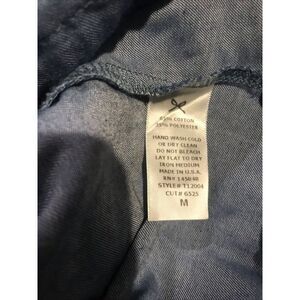 65% COTTON
35% POLYESTER
HAND WASH COLD
OR DRY CLEAN
DO NOT BLEACH
LAY FLAT TO DRY
IRON MEDIUM
MADE IN U.S.A.
RN# 145848
STYLE# T12004
CUT# 6525
M